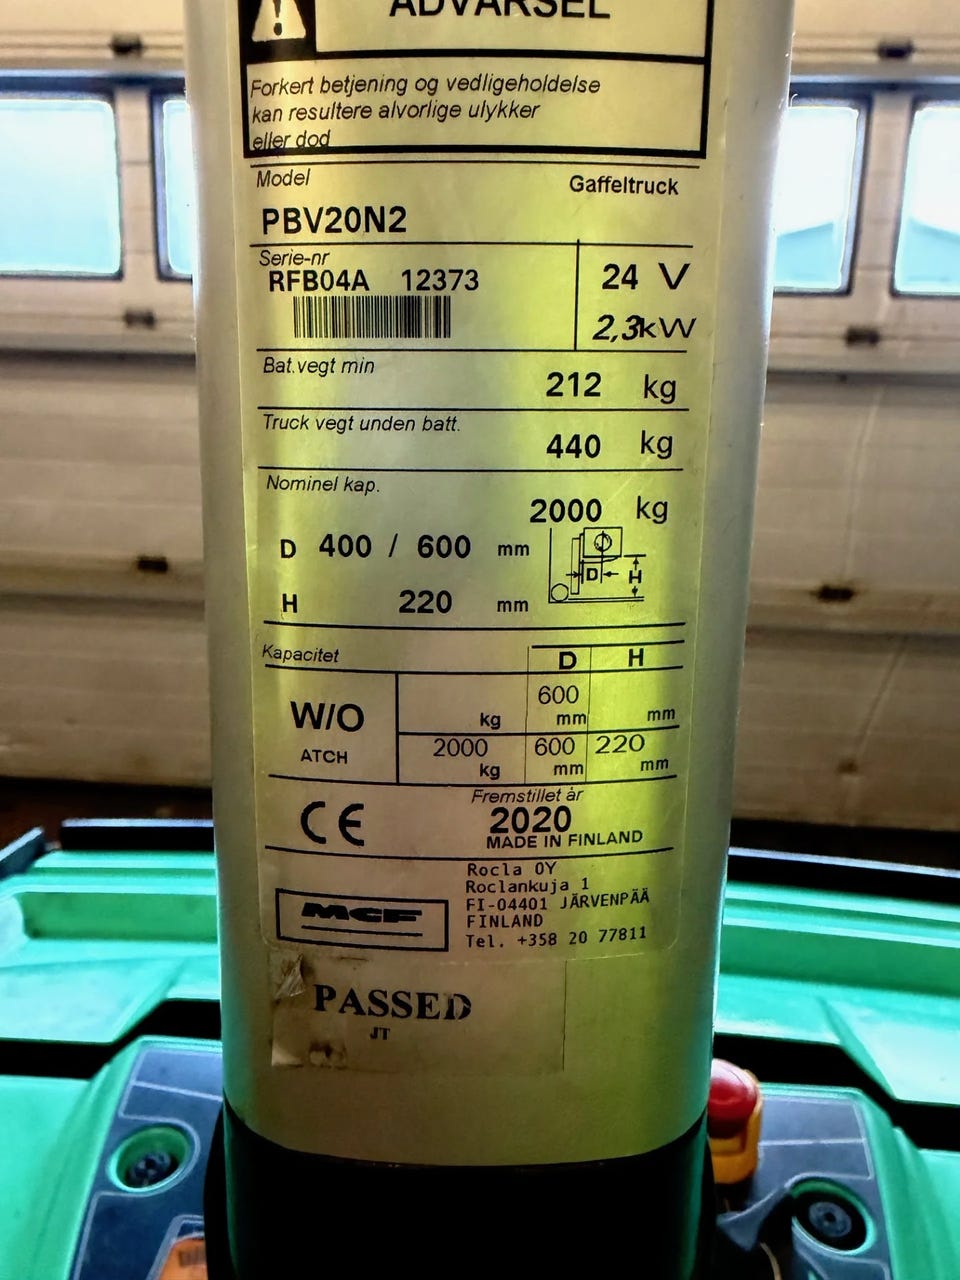 ADVARSEL
Forkert betjening og vedligeholdelse
kan resultere alvorlige ulykker
eller dod
Model Gaffeltruck
PBV20N2
Serie-nr
RFB04A 12373 24 V
2,3kW
Bat.vegt min
212 kg
Truck vegt unden batt.
440 kg
Nominel kap.
2000 kg
D 400 / 600 mm
D H
H 220 mm
Kapacitet D H
W/O
ATCH
600
kg mm mm
2000 600 220
kg mm mm
CE
Fremstillet år
2020
MADE IN FINLAND
Rocla OY
Roclankuja 1
FI-04401 JÄRVENPÄÄ
FINLAND
Tel. +358 20 77811
MCF
PASSED
JT